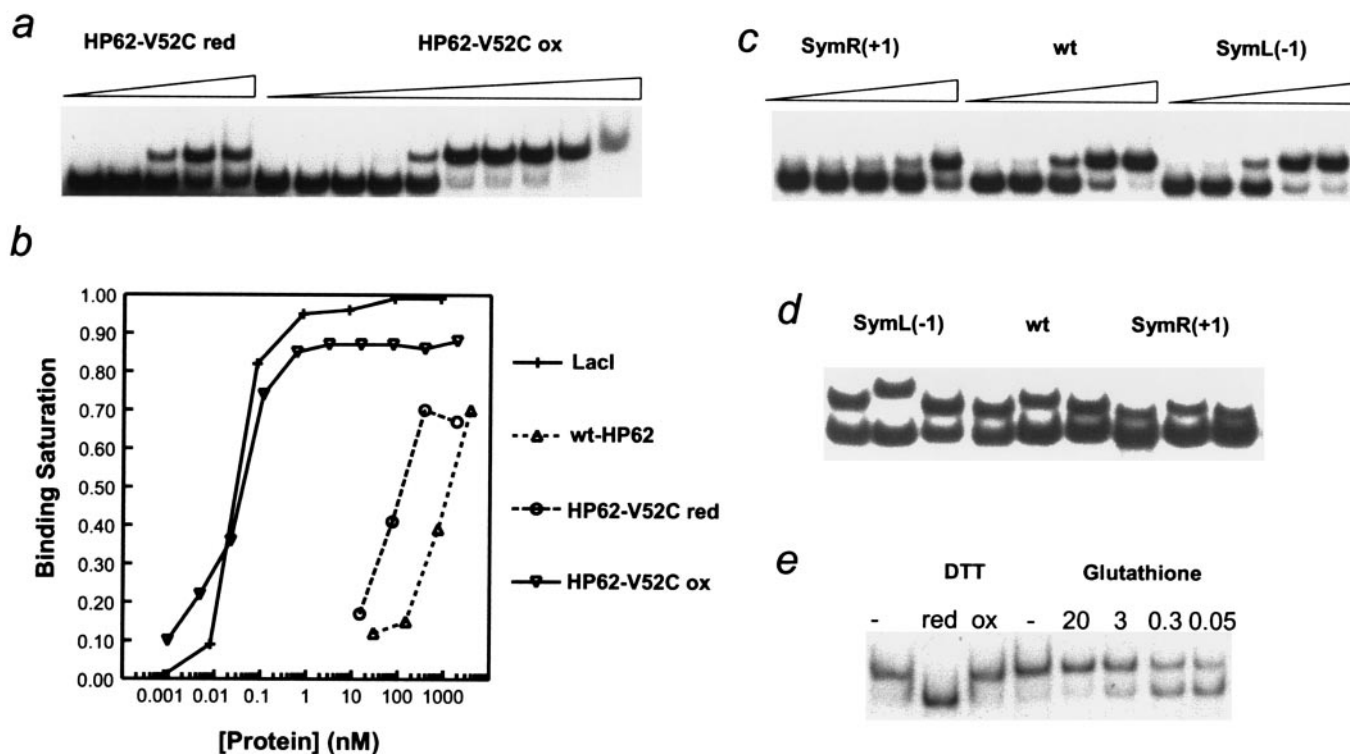 a
HP62-V52C red
HP62-V52C ox
b
1.00
0.90
0.80
0.70
0.60
0.50
0.40
0.30
0.20
0.10
0.00
Binding Saturation
0.001 0.01 0.1 1 10 100 1000
[Protein] (nM)
LacI
wt-HP62
HP62-V52C red
HP62-V52C ox
c
SymR(+1) wt SymL(-1)
d
SymL(-1) wt SymR(+1)
e
DTT Glutathione
- red ox - 20 3 0.3 0.05